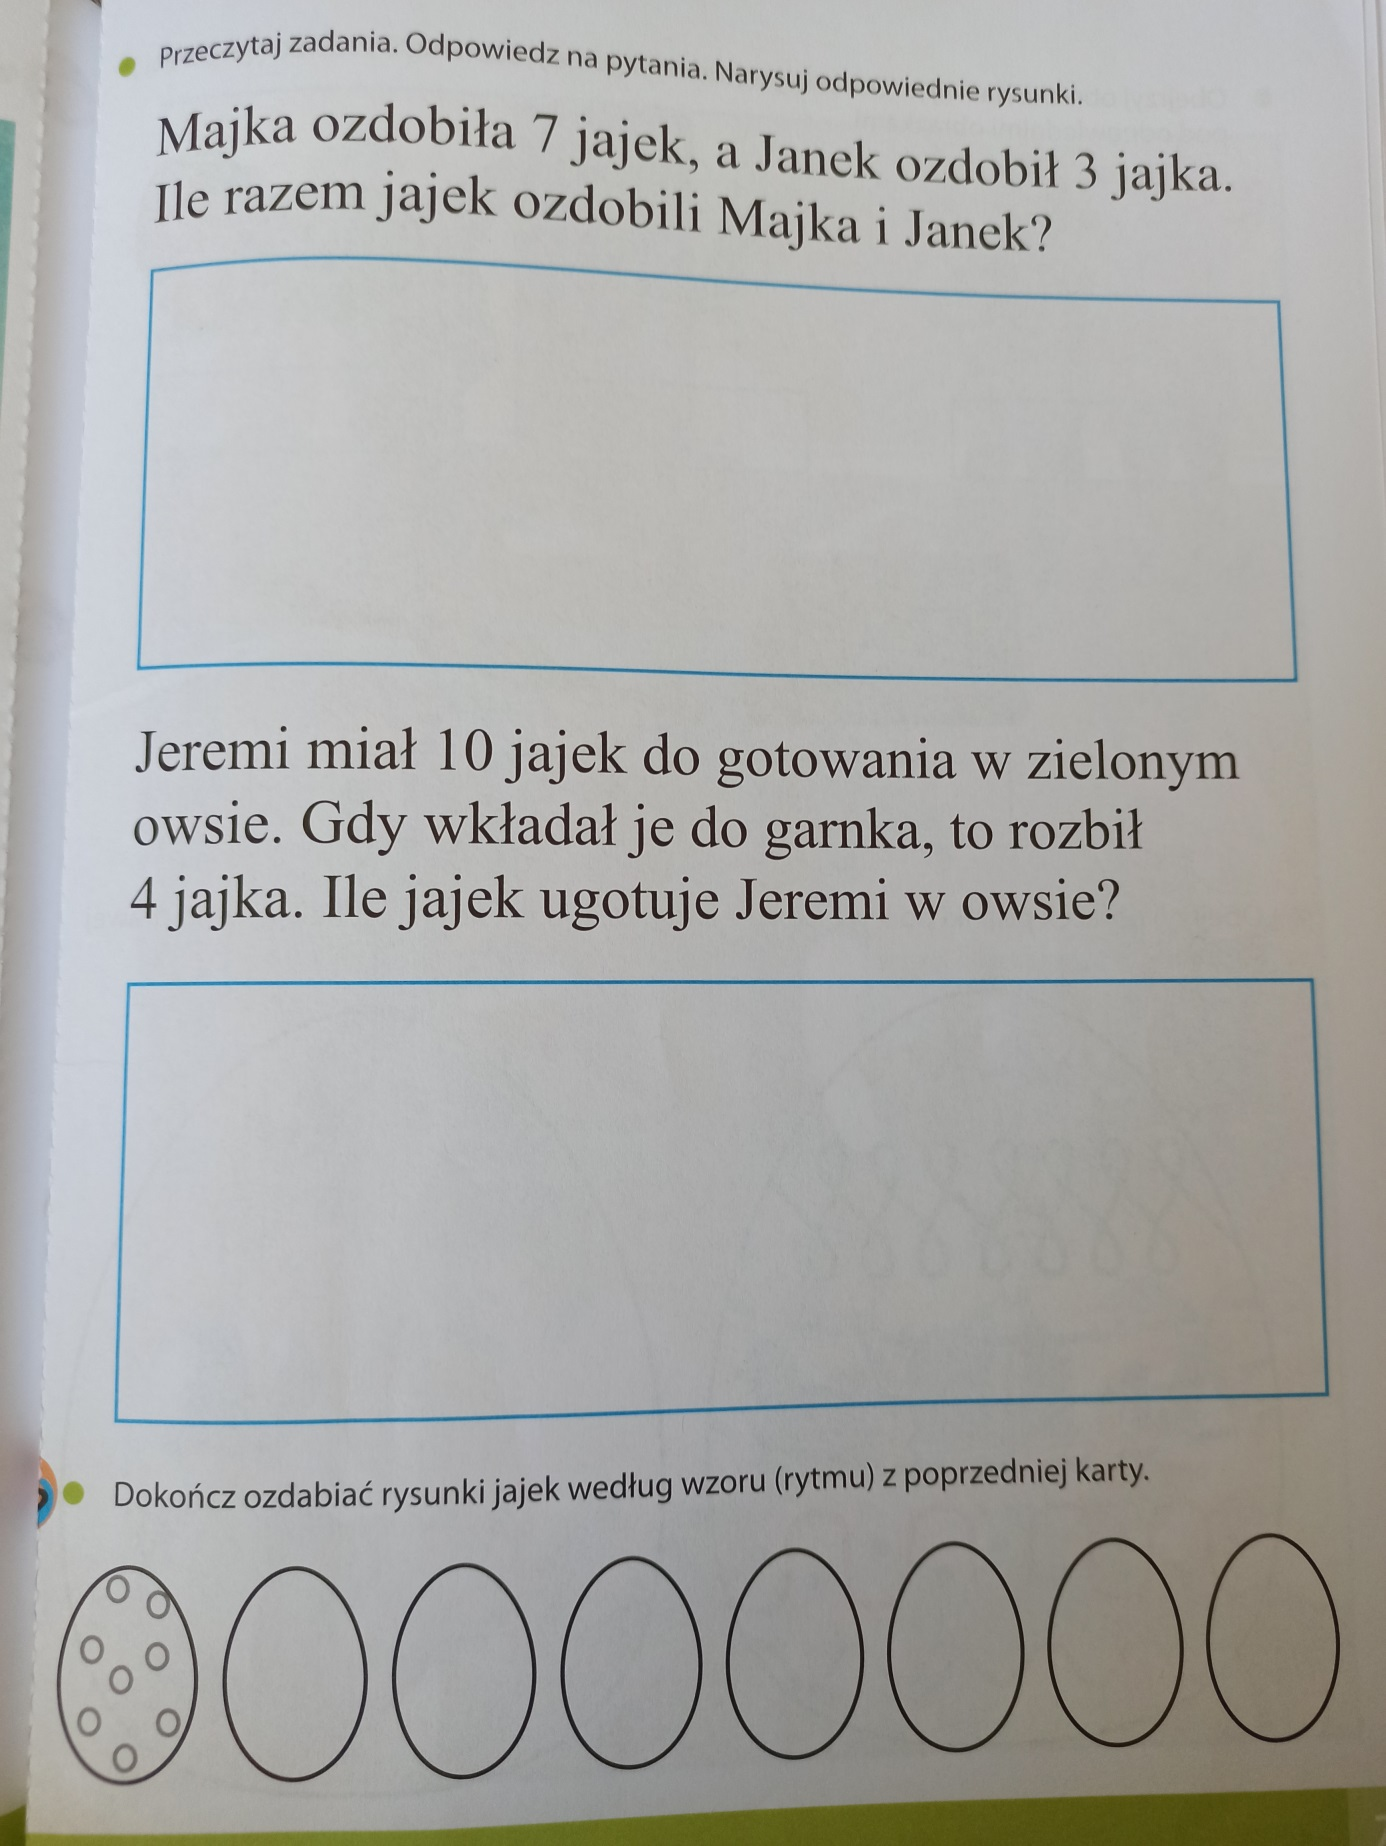 Przeczytaj zadania. Odpowiedz na pytania. Narysuj odpowiednie rysunki.
Majka ozdobiła 7 jajek, a Janek ozdobił 3 jajka.
Ile razem jajek ozdobili Majka i Janek?
Jeremi miał 10 jajek do gotowania w zielonym
owsie. Gdy wkładał je do garnka, to rozbił
4 jajka. Ile jajek ugotuje Jeremi w owsie?
Dokończ ozdabiać rysunki jajek według wzoru (rytmu) z poprzedniej karty.